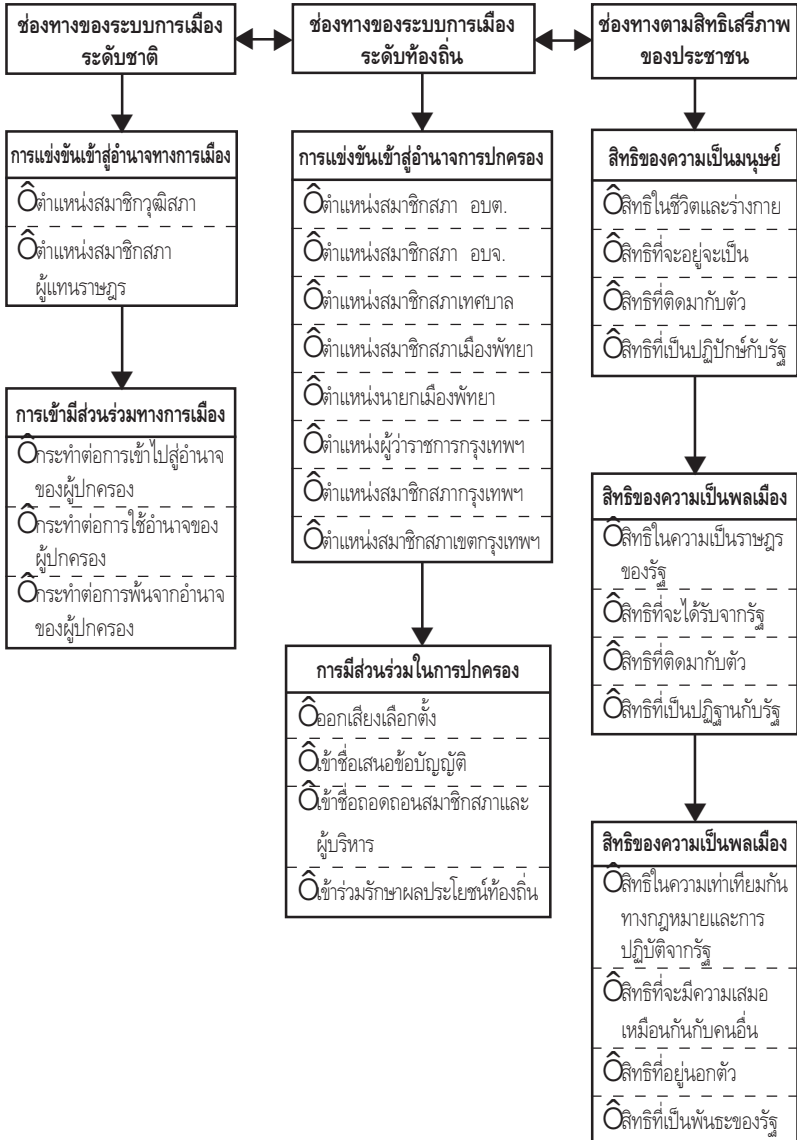 ช่องทางของระบบการเมือง
ระดับชาติ
ช่องทางของระบบการเมือง
ระดับท้องถิ่น
ช่องทางตามสิทธิเสรีภาพ
ของประชาชน
การแข่งขันเข้าสู่อำนาจทางการเมือง
Ôตำแหน่งสมาชิกวุฒิสภา
Ôตำแหน่งสมาชิกสภา
ผู้แทนราษฎร
การเข้ามีส่วนร่วมทางการเมือง
Ôกระทำต่อการเข้าไปสู่อำนาจ
ของผู้ปกครอง
Ôกระทำต่อการใช้อำนาจของ
ผู้ปกครอง
Ôกระทำต่อการพ้นจากอำนาจ
ของผู้ปกครอง
การแข่งขันเข้าสู่อำนาจการปกครอง
Ôตำแหน่งสมาชิกสภา อบต.
Ôตำแหน่งสมาชิกสภา อบจ.
Ôตำแหน่งสมาชิกสภาเทศบาล
Ôตำแหน่งสมาชิกสภาเมืองพัทยา
Ôตำแหน่งนายกเมืองพัทยา
Ôตำแหน่งผู้ว่าราชการกรุงเทพฯ
Ôตำแหน่งสมาชิกสภากรุงเทพฯ
Ôตำแหน่งสมาชิกสภาเขตกรุงเทพฯ
การมีส่วนร่วมในการปกครอง
Ôออกเสียงเลือกตั้ง
Ôเข้าชื่อเสนอข้อบัญญัติ
Ôเข้าชื่อถอดถอนสมาชิกสภาและ
ผู้บริหาร
Ôเข้าร่วมรักษาผลประโยชน์ท้องถิ่น
สิทธิของความเป็นมนุษย์
Ôสิทธิในชีวิตและร่างกาย
Ôสิทธิที่จะอยู่จะเป็น
Ôสิทธิที่ติดมากับตัว
Ôสิทธิที่เป็นปฏิปักษ์กับรัฐ
สิทธิของความเป็นพลเมือง
Ôสิทธิในความเป็นราษฎร
ของรัฐ
Ôสิทธิที่จะได้รับจากรัฐ
Ôสิทธิที่ติดมากับตัว
Ôสิทธิที่เป็นปฏิฐานกับรัฐ
สิทธิของความเป็นพลเมือง
Ôสิทธิในความเท่าเทียมกัน
ทางกฎหมายและการ
ปฏิบัติจากรัฐ
Ôสิทธิที่จะมีความเสมอ
เหมือนกันกับคนอื่น
Ôสิทธิที่อยู่นอกตัว
Ôสิทธิที่เป็นพันธะของรัฐ